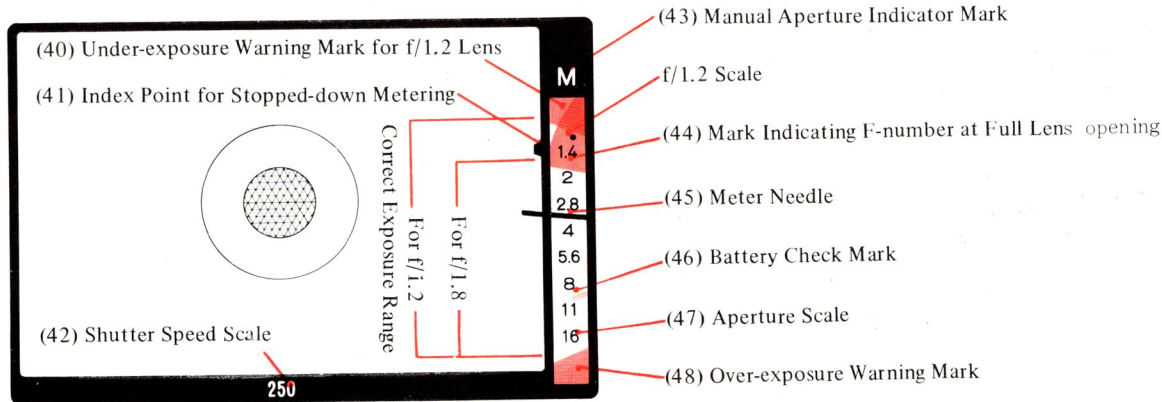 (43) Manual Aperture Indicator Mark
(40) Under-exposure Warning Mark for f/1.2 Lens
M
f/1.2 Scale
(41) Index Point for Stopped-down Metering
(44) Mark Indicating F-number at Full Lens opening
1.4
2
2.8
4
5.6
8
11
16
Correct Exposure Range
For f/1.2
For f/1.8
(45) Meter Needle
(46) Battery Check Mark
(47) Aperture Scale
(42) Shutter Speed Scale
(48) Over-exposure Warning Mark
250